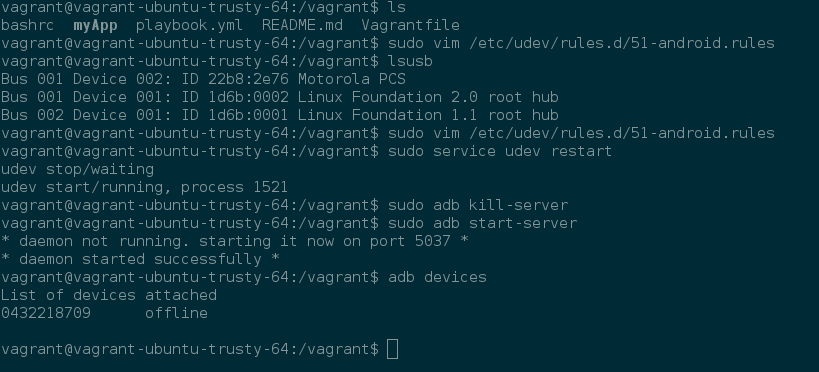 vagrant@vagrant-ubuntu-trusty-64:/vagrant$ ls
bashrc  myApp  playbook.yml  README.md  Vagrantfile
vagrant@vagrant-ubuntu-trusty-64:/vagrant$ sudo vim /etc/udev/rules.d/51-android.rules
vagrant@vagrant-ubuntu-trusty-64:/vagrant$ lsusb
Bus 001 Device 002: ID 22b8:2e76 Motorola PCS
Bus 001 Device 001: ID 1d6b:0002 Linux Foundation 2.0 root hub
Bus 002 Device 001: ID 1d6b:0001 Linux Foundation 1.1 root hub
vagrant@vagrant-ubuntu-trusty-64:/vagrant$ sudo vim /etc/udev/rules.d/51-android.rules
vagrant@vagrant-ubuntu-trusty-64:/vagrant$ sudo service udev restart
udev stop/waiting
udev start/running, process 1521
vagrant@vagrant-ubuntu-trusty-64:/vagrant$ sudo adb kill-server
vagrant@vagrant-ubuntu-trusty-64:/vagrant$ sudo adb start-server
* daemon not running. starting it now on port 5037 *
* daemon started successfully *
vagrant@vagrant-ubuntu-trusty-64:/vagrant$ adb devices
List of devices attached
0432218709      offline
vagrant@vagrant-ubuntu-trusty-64:/vagrant$